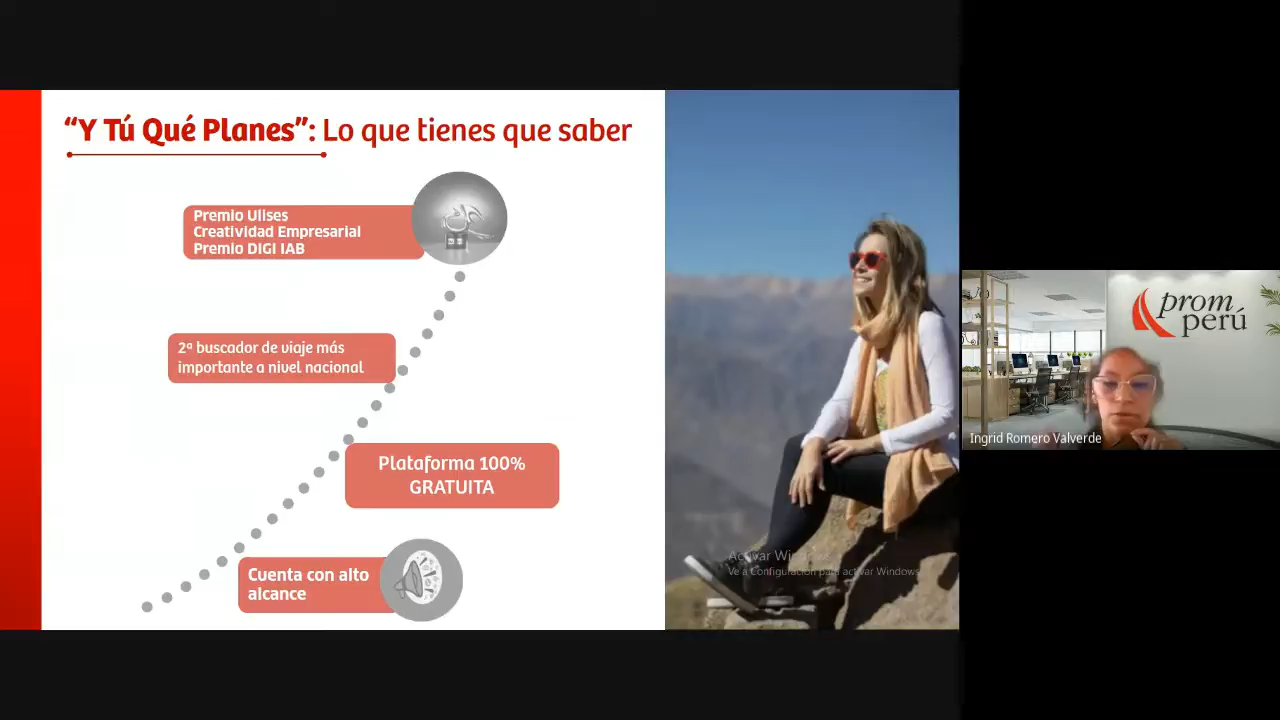 “Y Tú Qué Planes”: Lo que tienes que saber
Premio Ulises
Creatividad Empresarial
Premio DIGI IAB
2ª buscador de viaje más
importante a nivel nacional
Plataforma 100%
GRATUITA
Cuenta con alto
alcance
Activar Windows
Ve a Configuración para activar Windows.
prom
perú
Ingrid Romero Valverde